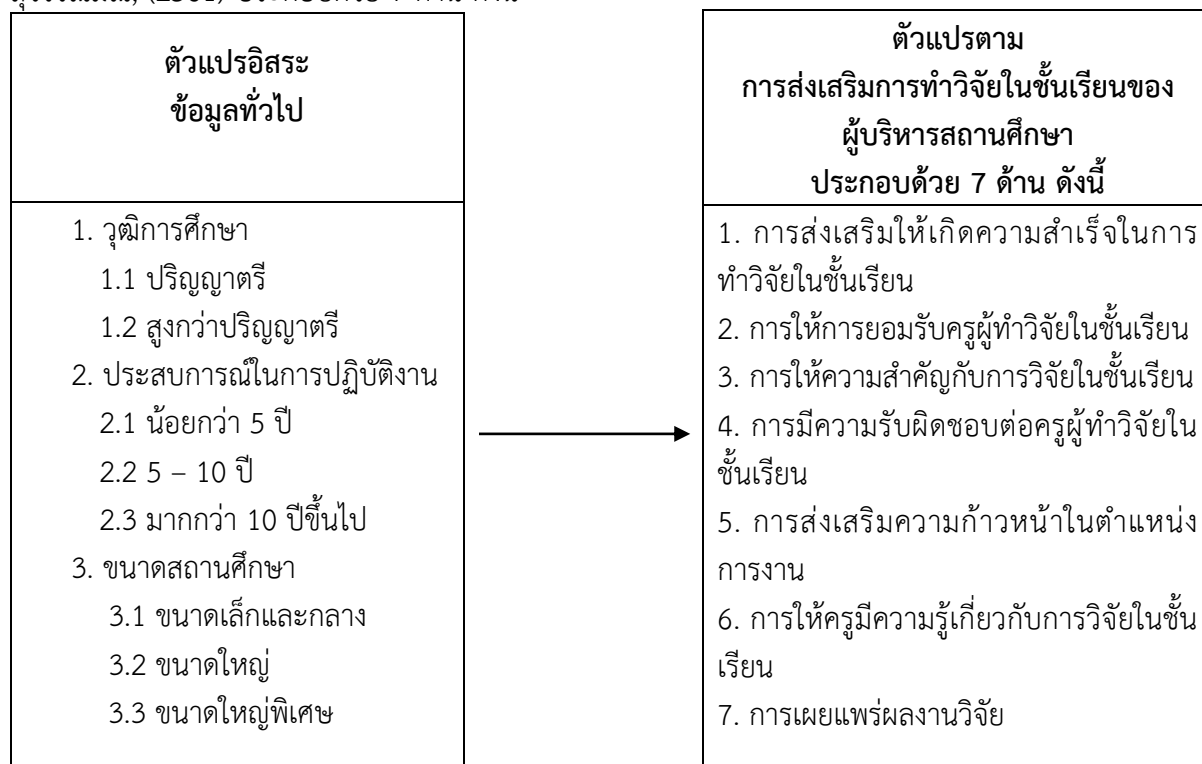 ตัวแปรอิสระ
ข้อมูลทั่วไป
1. วุฒิการศึกษา
1.1 ปริญญาตรี
1.2 สูงกว่าปริญญาตรี
2. ประสบการณ์ในการปฏิบัติงาน
2.1 น้อยกว่า 5 ปี
2.2 5 – 10 ปี
2.3 มากกว่า 10 ปีขึ้นไป
3. ขนาดสถานศึกษา
3.1 ขนาดเล็กและกลาง
3.2 ขนาดใหญ่
3.3 ขนาดใหญ่พิเศษ
ตัวแปรตาม
การส่งเสริมการทำวิจัยในชั้นเรียนของ
ผู้บริหารสถานศึกษา
ประกอบด้วย 7 ด้าน ดังนี้
1. การส่งเสริมให้เกิดความสำเร็จในการ
ทำวิจัยในชั้นเรียน
2. การให้การยอมรับครูผู้ทำวิจัยในชั้นเรียน
3. การให้ความสำคัญกับการวิจัยในชั้นเรียน
4. การมีความรับผิดชอบต่อครูผู้ทำวิจัยใน
ชั้นเรียน
5. การส่งเสริมความก้าวหน้าในตำแหน่ง
การงาน
6. การให้ครูมีความรู้เกี่ยวกับการวิจัยในชั้น
เรียน
7. การเผยแพร่ผลงานวิจัย